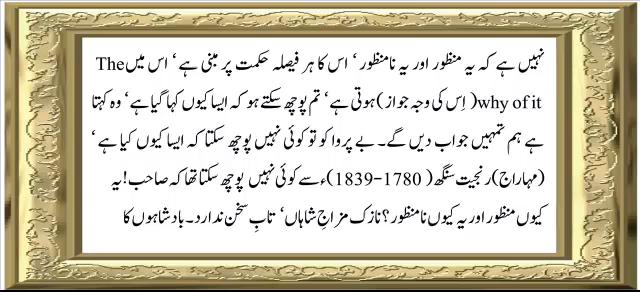 نہیں ہے کہ یہ منظور اور یہ نامنظور ‘ اس کا ہر فیصلہ حکمت پر مبنی ہے ‘ اس میں The
why of it( اِس کی وجہ جواز ) ہوتی ہے ‘ تم پوچھ سکتے ہو کہ ایسا کیوں کہا گیا ہے ‘ وہ کہتا
ہے ہم تمہیں جواب دیں گے۔ بے پروا کو تو کوئی نہیں پوچھ سکتا کہ ایسا کیوں کیا ہے ‘
(مہاراج) رنجیت سنگھ ( 1780-1839)ء سے کوئی نہیں پوچھ سکتا تھا کہ صاحب! یہ
کیوں منظور اور یہ کیوں نامنظور؟ نازک مزاجِ شاہاں ‘ تابِ سخن ندارد۔ بادشاہوں کا